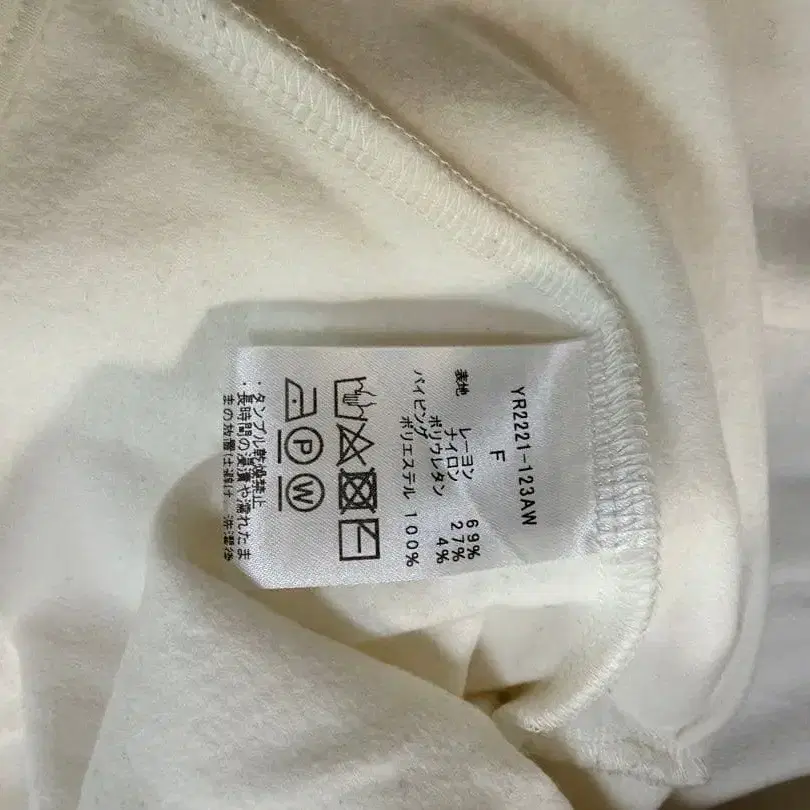 YR2221-123AW
F
表地 レーヨン 69%
ナイロン 27%
ポリウレタン 4%
パイピング
ポリエステル 100%
P W
・タンブル乾燥禁止
・長時間の浸漬や濡れたま
まの放置は避け